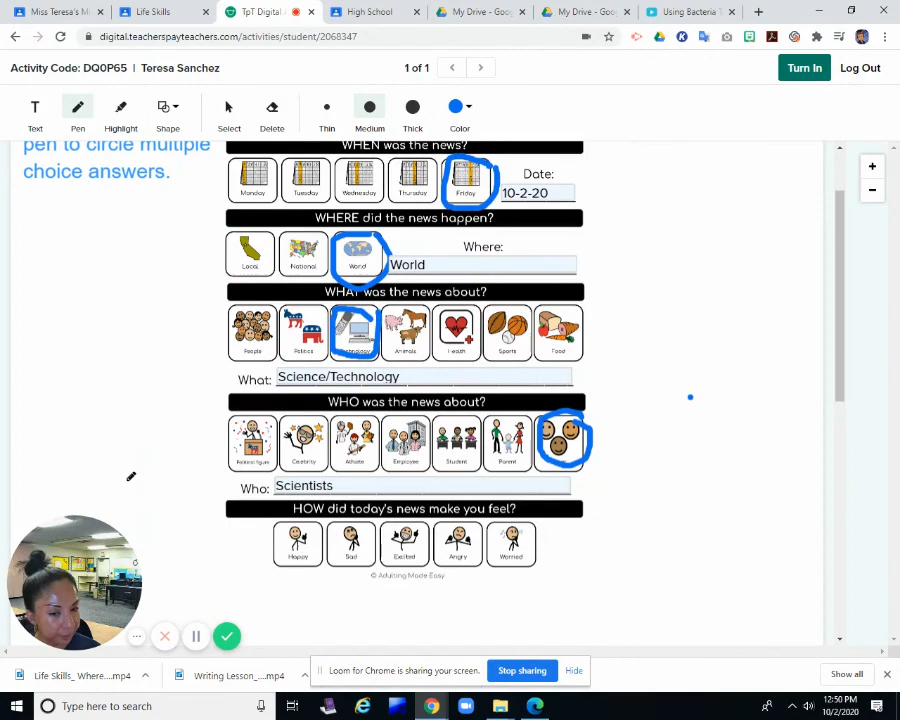 Miss Teresa's M
Life Skills
TpT Digital A
High School
My Drive - Goog
My Drive - Goog
Using Bacteria T
digital.teacherspayteachers.com/activities/student/2068347
Activity Code: DQ0P65 | Teresa Sanchez
1 of 1
Turn In
Log Out
Text
Pen
Highlight
Shape
Select
Delete
Thin
Medium
Thick
Color
pen to circle multiple
choice answers.
WHEN was the news?
Monday
Tuesday
Wednesday
Thursday
Friday
Date:
10-2-20
WHERE did the news happen?
Local
National
World
Where:
World
WHAT was the news about?
People
Politics
Technology
Animals
Health
Sports
Food
What: Science/Technology
WHO was the news about?
Political figure
Celebrity
Athlete
Employee
Student
Parent
Who: Scientists
HOW did today's news make you feel?
Happy
Sad
Excited
Angry
Worried
© Adulting Made Easy
Life Skills_ Where....mp4
Writing Lesson_....mp4
Loom for Chrome is sharing your screen.
Stop sharing
Hide
Show all
Type here to search
12:50 PM
10/2/2020